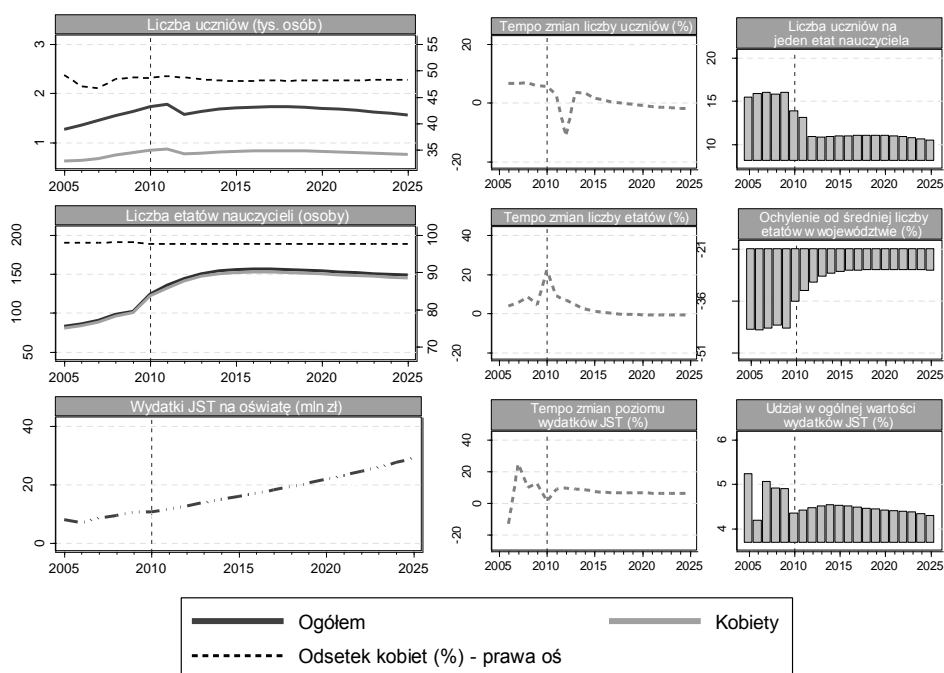 Liczba uczniów (tys. osób)
3
2
1
55
50
45
40
35
2005 2010 2015 2020 2025
Tempo zmian liczby uczniów (%)
20
0
-20
2005 2010 2015 2020 2025
Liczba uczniów na
jeden etat nauczyciela
20
15
10
2005 2010 2015 2020 2025
Liczba etatów nauczycieli (osoby)
200
150
100
50
100
90
80
70
2005 2010 2015 2020 2025
Tempo zmian liczby etatów (%)
40
20
0
-20
2005 2010 2015 2020 2025
Ochylenie od średniej liczby
etatów w województwie (%)
-21
-36
-51
2005 2010 2015 2020 2025
Wydatki JST na oświatę (mln zł)
40
20
0
2005 2010 2015 2020 2025
Tempo zmian poziomu
wydatków JST (%)
40
20
0
-20
2005 2010 2015 2020 2025
Udział w ogólnej wartości
wydatków JST (%)
6
5
4
2005 2010 2015 2020 2025
Ogółem
Kobiety
Odsetek kobiet (%) - prawa oś